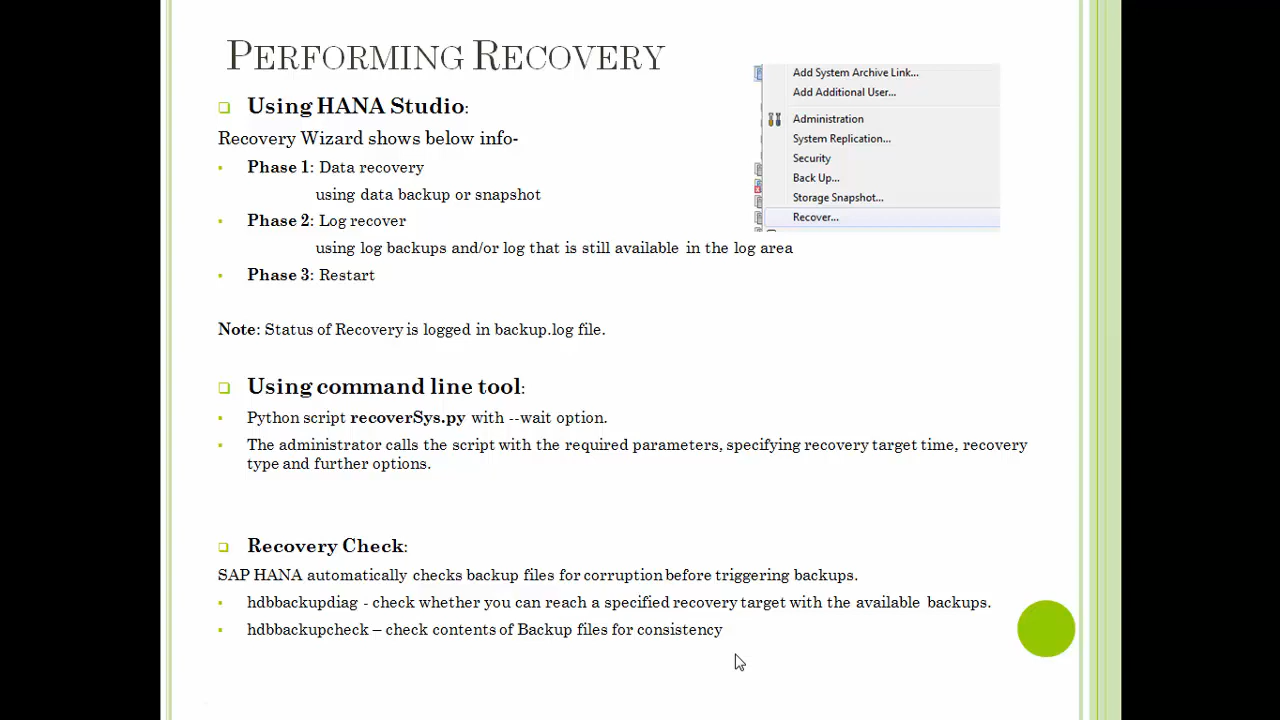 PERFORMING RECOVERY
Using HANA Studio:
Recovery Wizard shows below info-
Phase 1: Data recovery
using data backup or snapshot
Phase 2: Log recover
using log backups and/or log that is still available in the log area
Phase 3: Restart
Note: Status of Recovery is logged in backup.log file.
Add System Archive Link...
Add Additional User...
Administration
System Replication...
Security
Back Up...
Storage Snapshot...
Recover...
Using command line tool:
Python script recoverSys.py with --wait option.
The administrator calls the script with the required parameters, specifying recovery target time, recovery
type and further options.
Recovery Check:
SAP HANA automatically checks backup files for corruption before triggering backups.
hdbbackupdiag - check whether you can reach a specified recovery target with the available backups.
hdbbackupcheck – check contents of Backup files for consistency